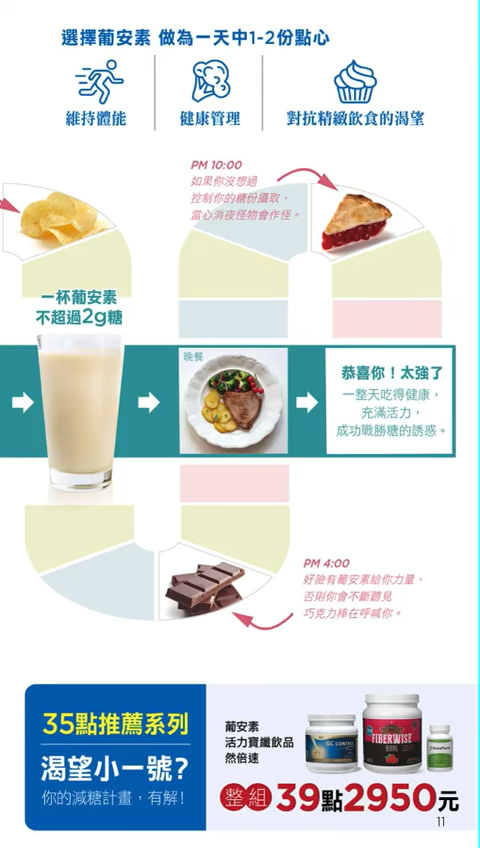 選擇葡安素 做為一天中1-2份點心
維持體能
健康管理
對抗精緻飲食的渴望
PM 10:00
如果你沒想過
控制你的糖份攝取，
當心消夜怪物會作怪。
一杯葡安素
不超過2g糖
晚餐
恭喜你！太強了
一整天吃得健康，
充滿活力，
成功戰勝糖的誘惑。
PM 4:00
好險有葡安素給你力量，
否則你會不斷聽見
巧克力棒在呼喊你。
35點推薦系列
渴望小一號?
你的減糖計畫，有解!
葡安素
活力寶纖飲品
然倍速
GC CONTROL
FIBERWISE
整組39點2950元
11